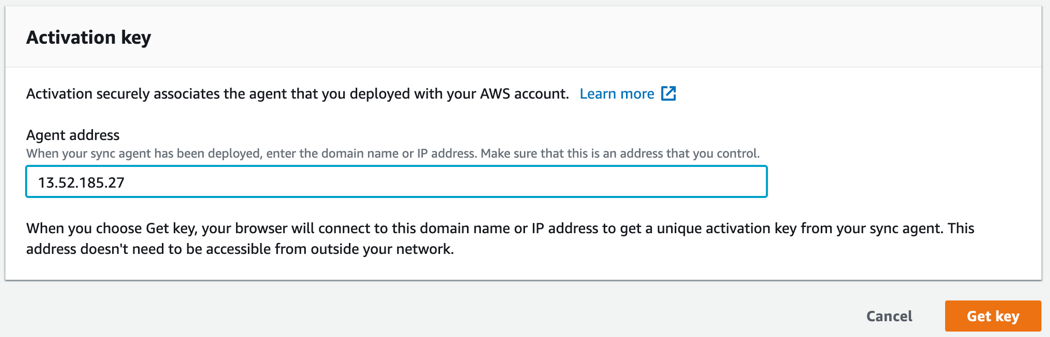 Activation key
Activation securely associates the agent that you deployed with your AWS account. Learn more
Agent address
When your sync agent has been deployed, enter the domain name or IP address. Make sure that this is an address that you control.
13.52.185.27
When you choose Get key, your browser will connect to this domain name or IP address to get a unique activation key from your sync agent. This
address doesn't need to be accessible from outside your network.
Cancel Get key